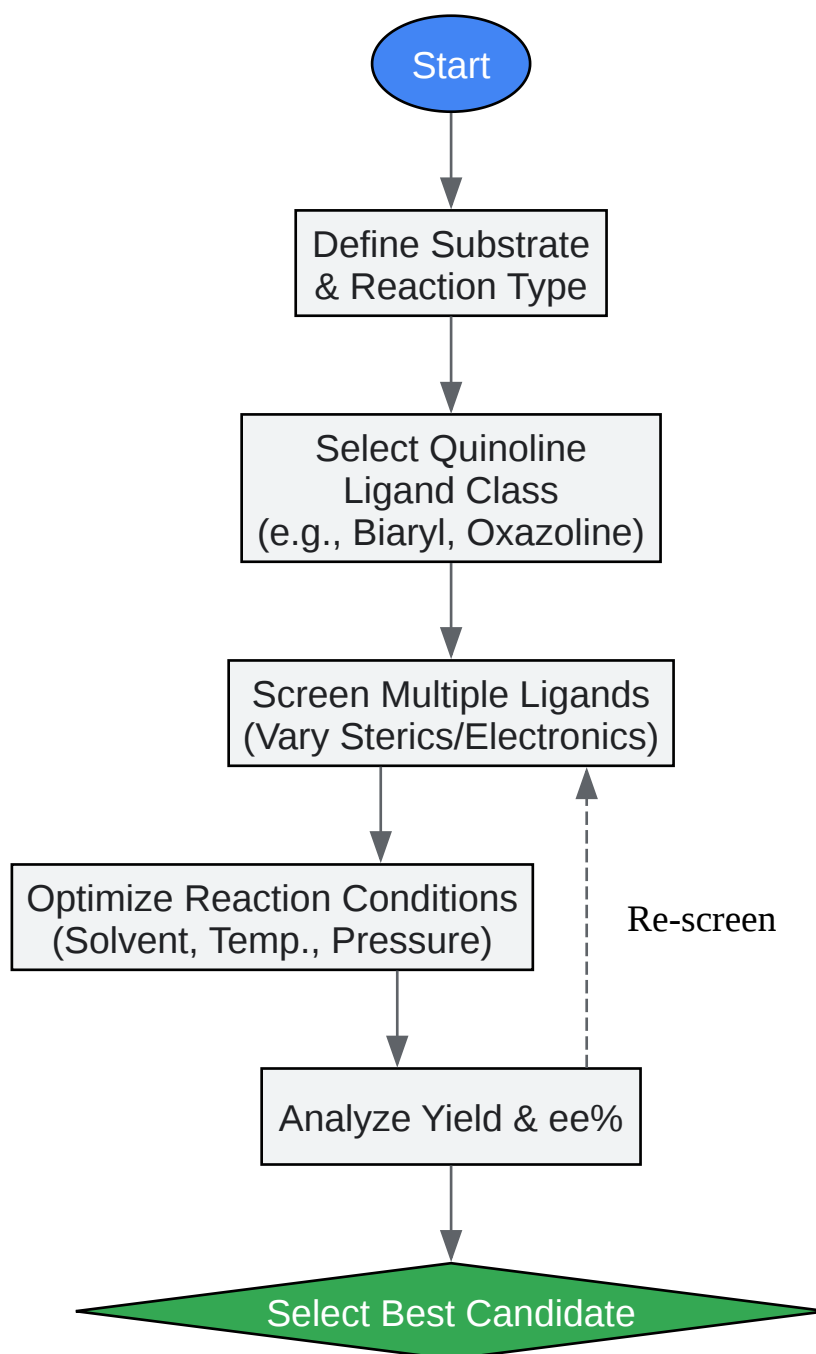 Start
Define Substrate
& Reaction Type
Select Quinoline
Ligand Class
(e.g., Biaryl, Oxazoline)
Screen Multiple Ligands
(Vary Sterics/Electronics)
Optimize Reaction Conditions
(Solvent, Temp., Pressure)
Re-screen
Analyze Yield & ee%
Select Best Candidate